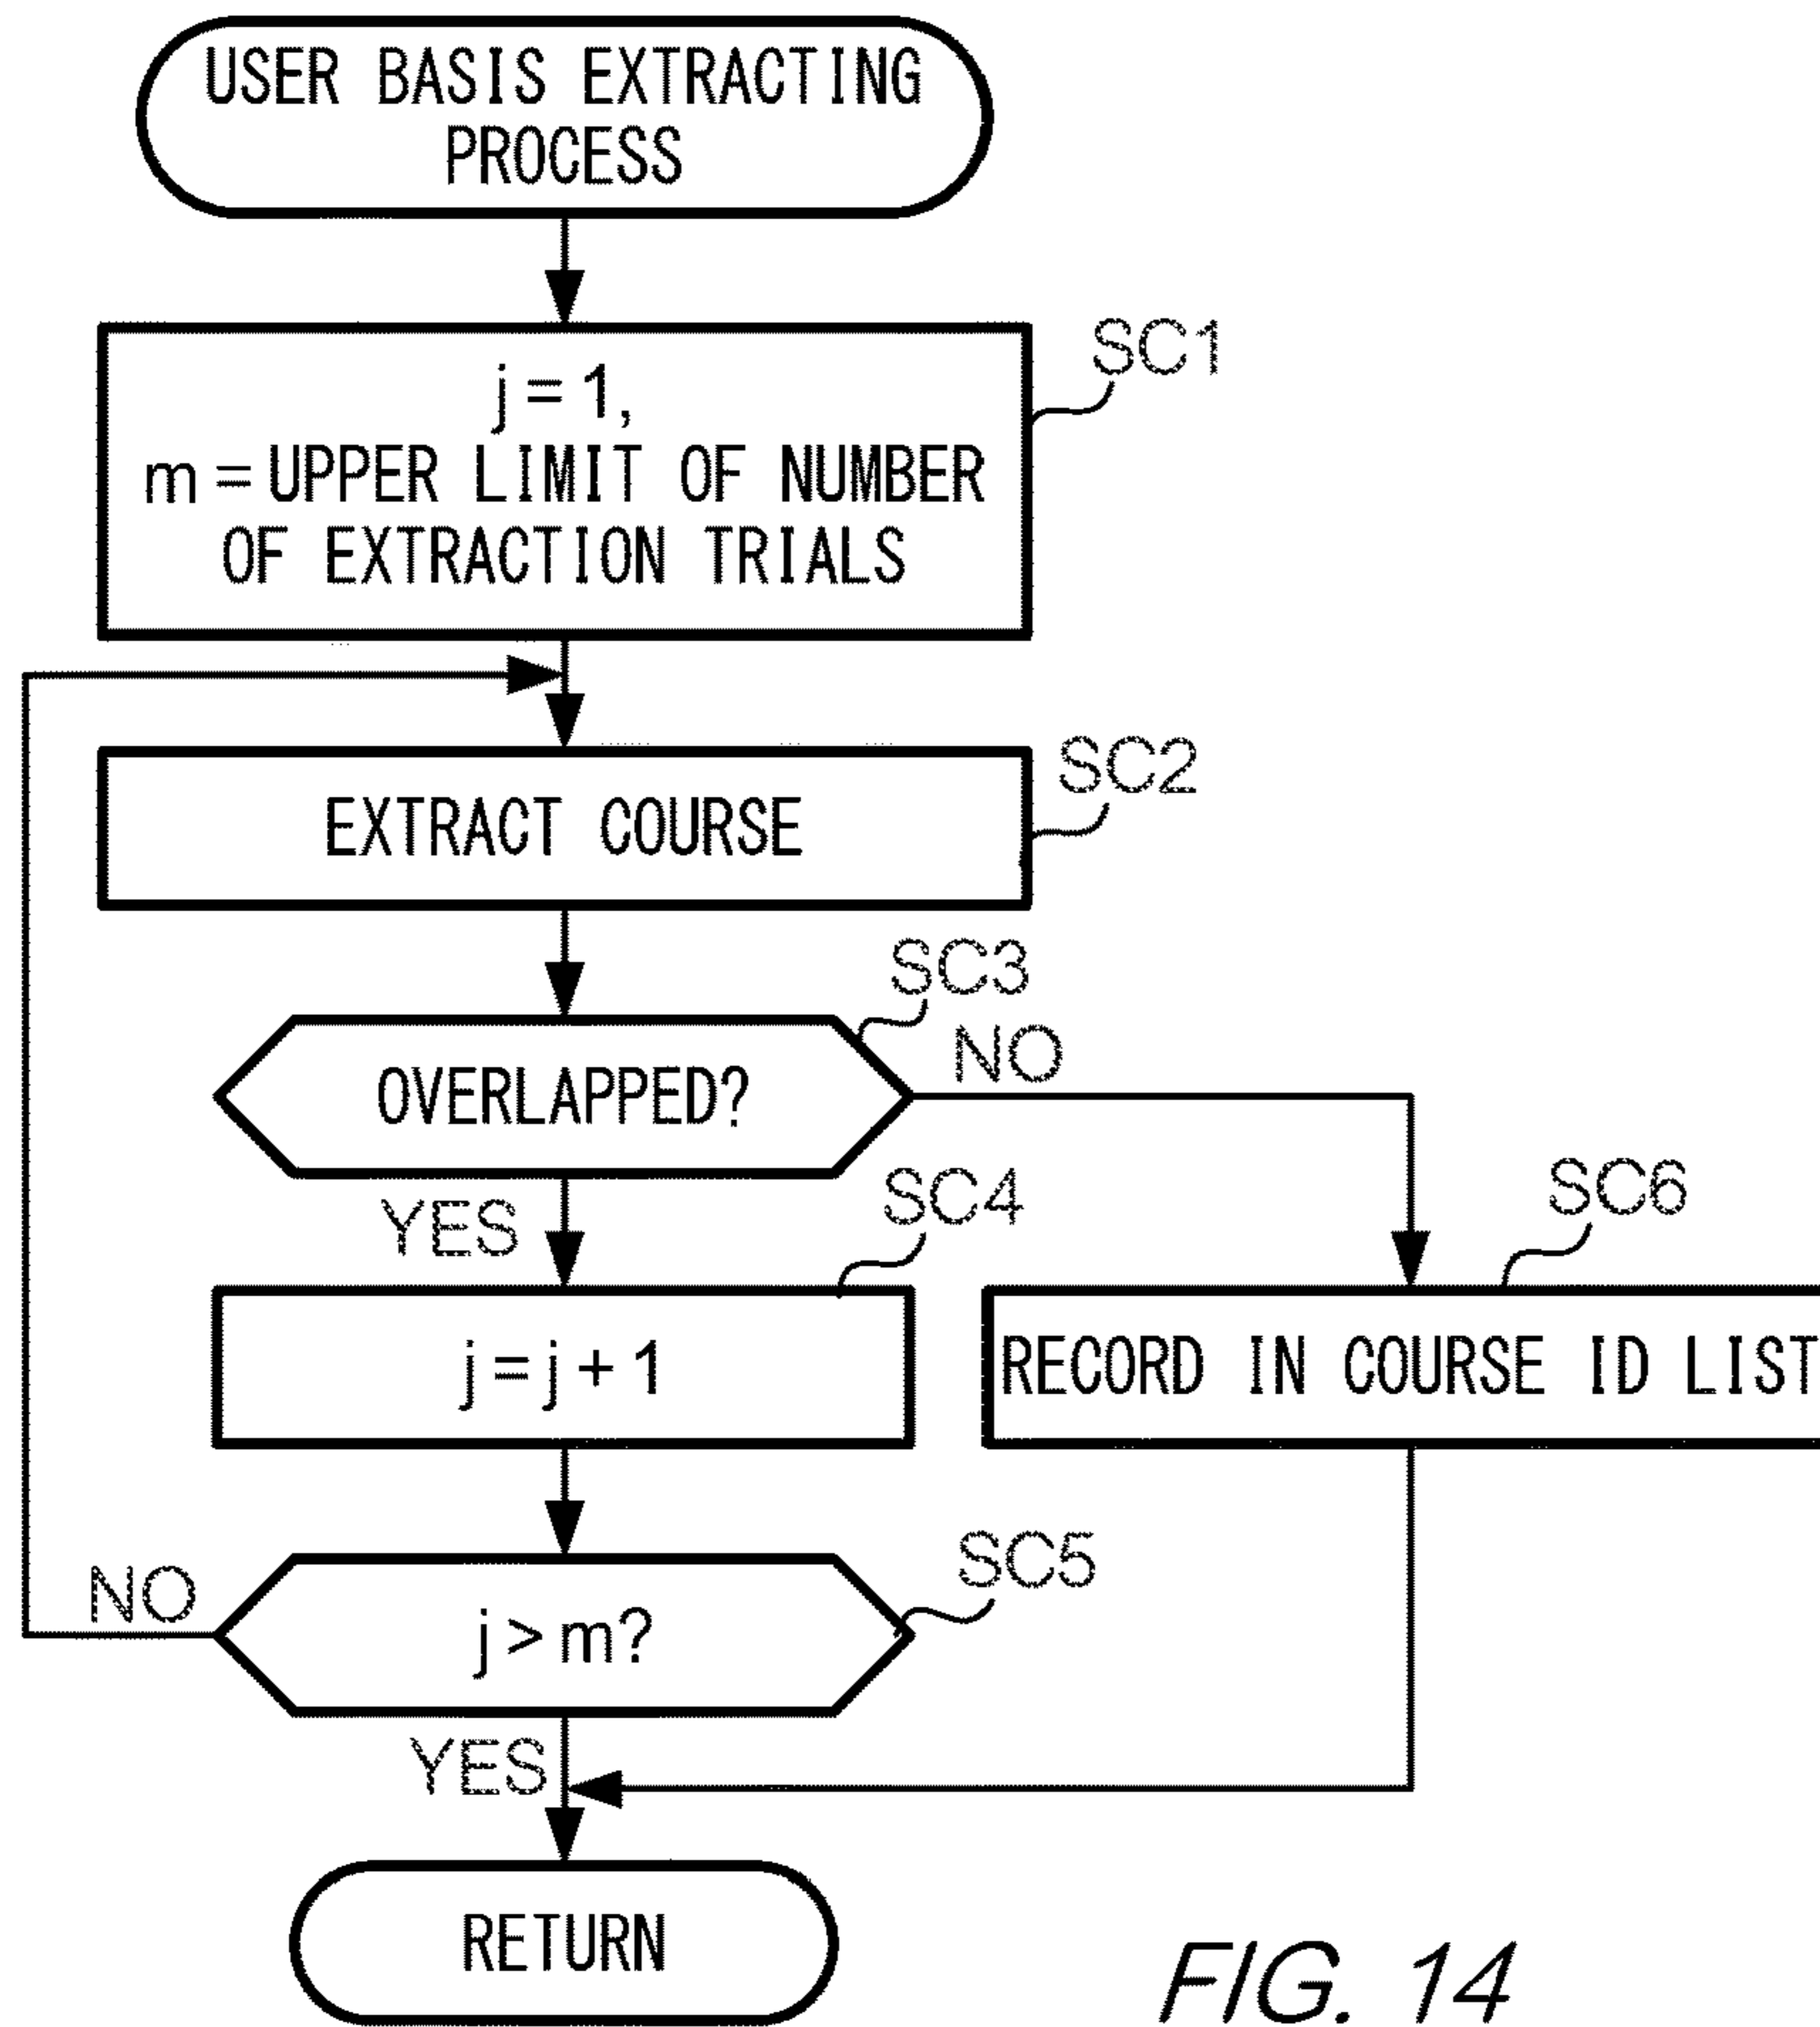 USER BASIS EXTRACTING
PROCESS
SC1
j = 1,
m = UPPER LIMIT OF NUMBER
OF EXTRACTION TRIALS
SC2
EXTRACT COURSE
SC3
OVERLAPPED?
NO
YES
SC4
SC6
j = j + 1
RECORD IN COURSE ID LIST
SC5
NO
j > m?
YES
RETURN
FIG. 14